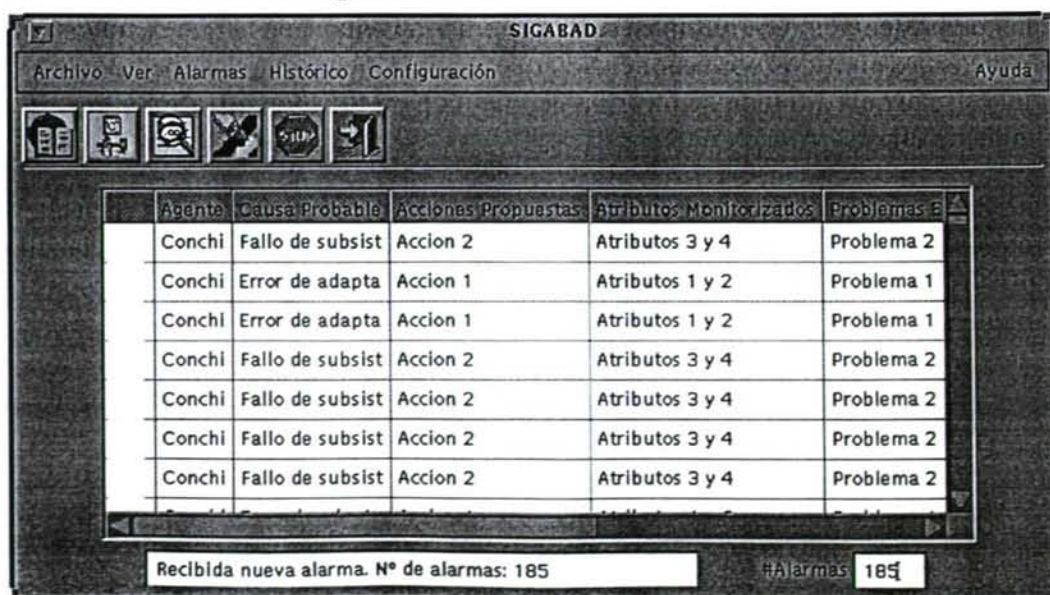 SIGABAD
Archivo Ver Alarmas Histórico Configuración Ayuda
STOP
Agente Causa Probable Acciones Propuestas Atributos Monitorizados Problemas E
Conchi Fallo de subsist Accion 2 Atributos 3 y 4 Problema 2
Conchi Error de adapta Accion 1 Atributos 1 y 2 Problema 1
Conchi Error de adapta Accion 1 Atributos 1 y 2 Problema 1
Conchi Fallo de subsist Accion 2 Atributos 3 y 4 Problema 2
Conchi Fallo de subsist Accion 2 Atributos 3 y 4 Problema 2
Conchi Fallo de subsist Accion 2 Atributos 3 y 4 Problema 2
Conchi Fallo de subsist Accion 2 Atributos 3 y 4 Problema 2
Recibida nueva alarma. Nº de alarmas: 185 #Alarmas 185